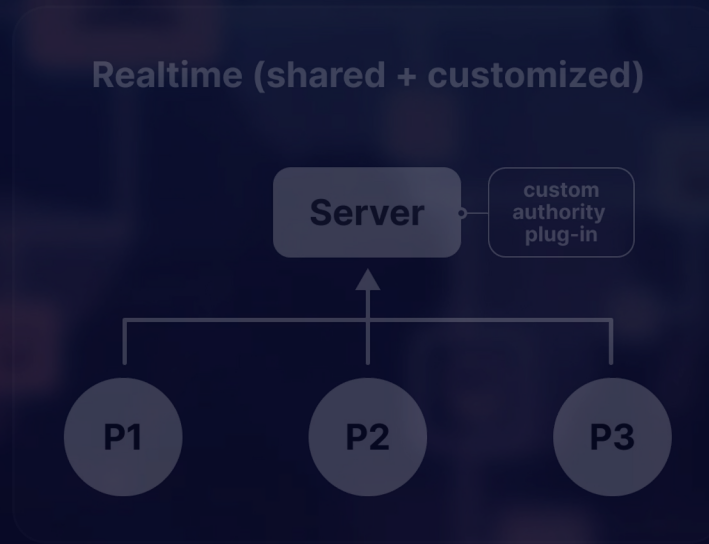 Realtime (shared + customized)
Server
custom
authority
plug-in
P1
P2
P3